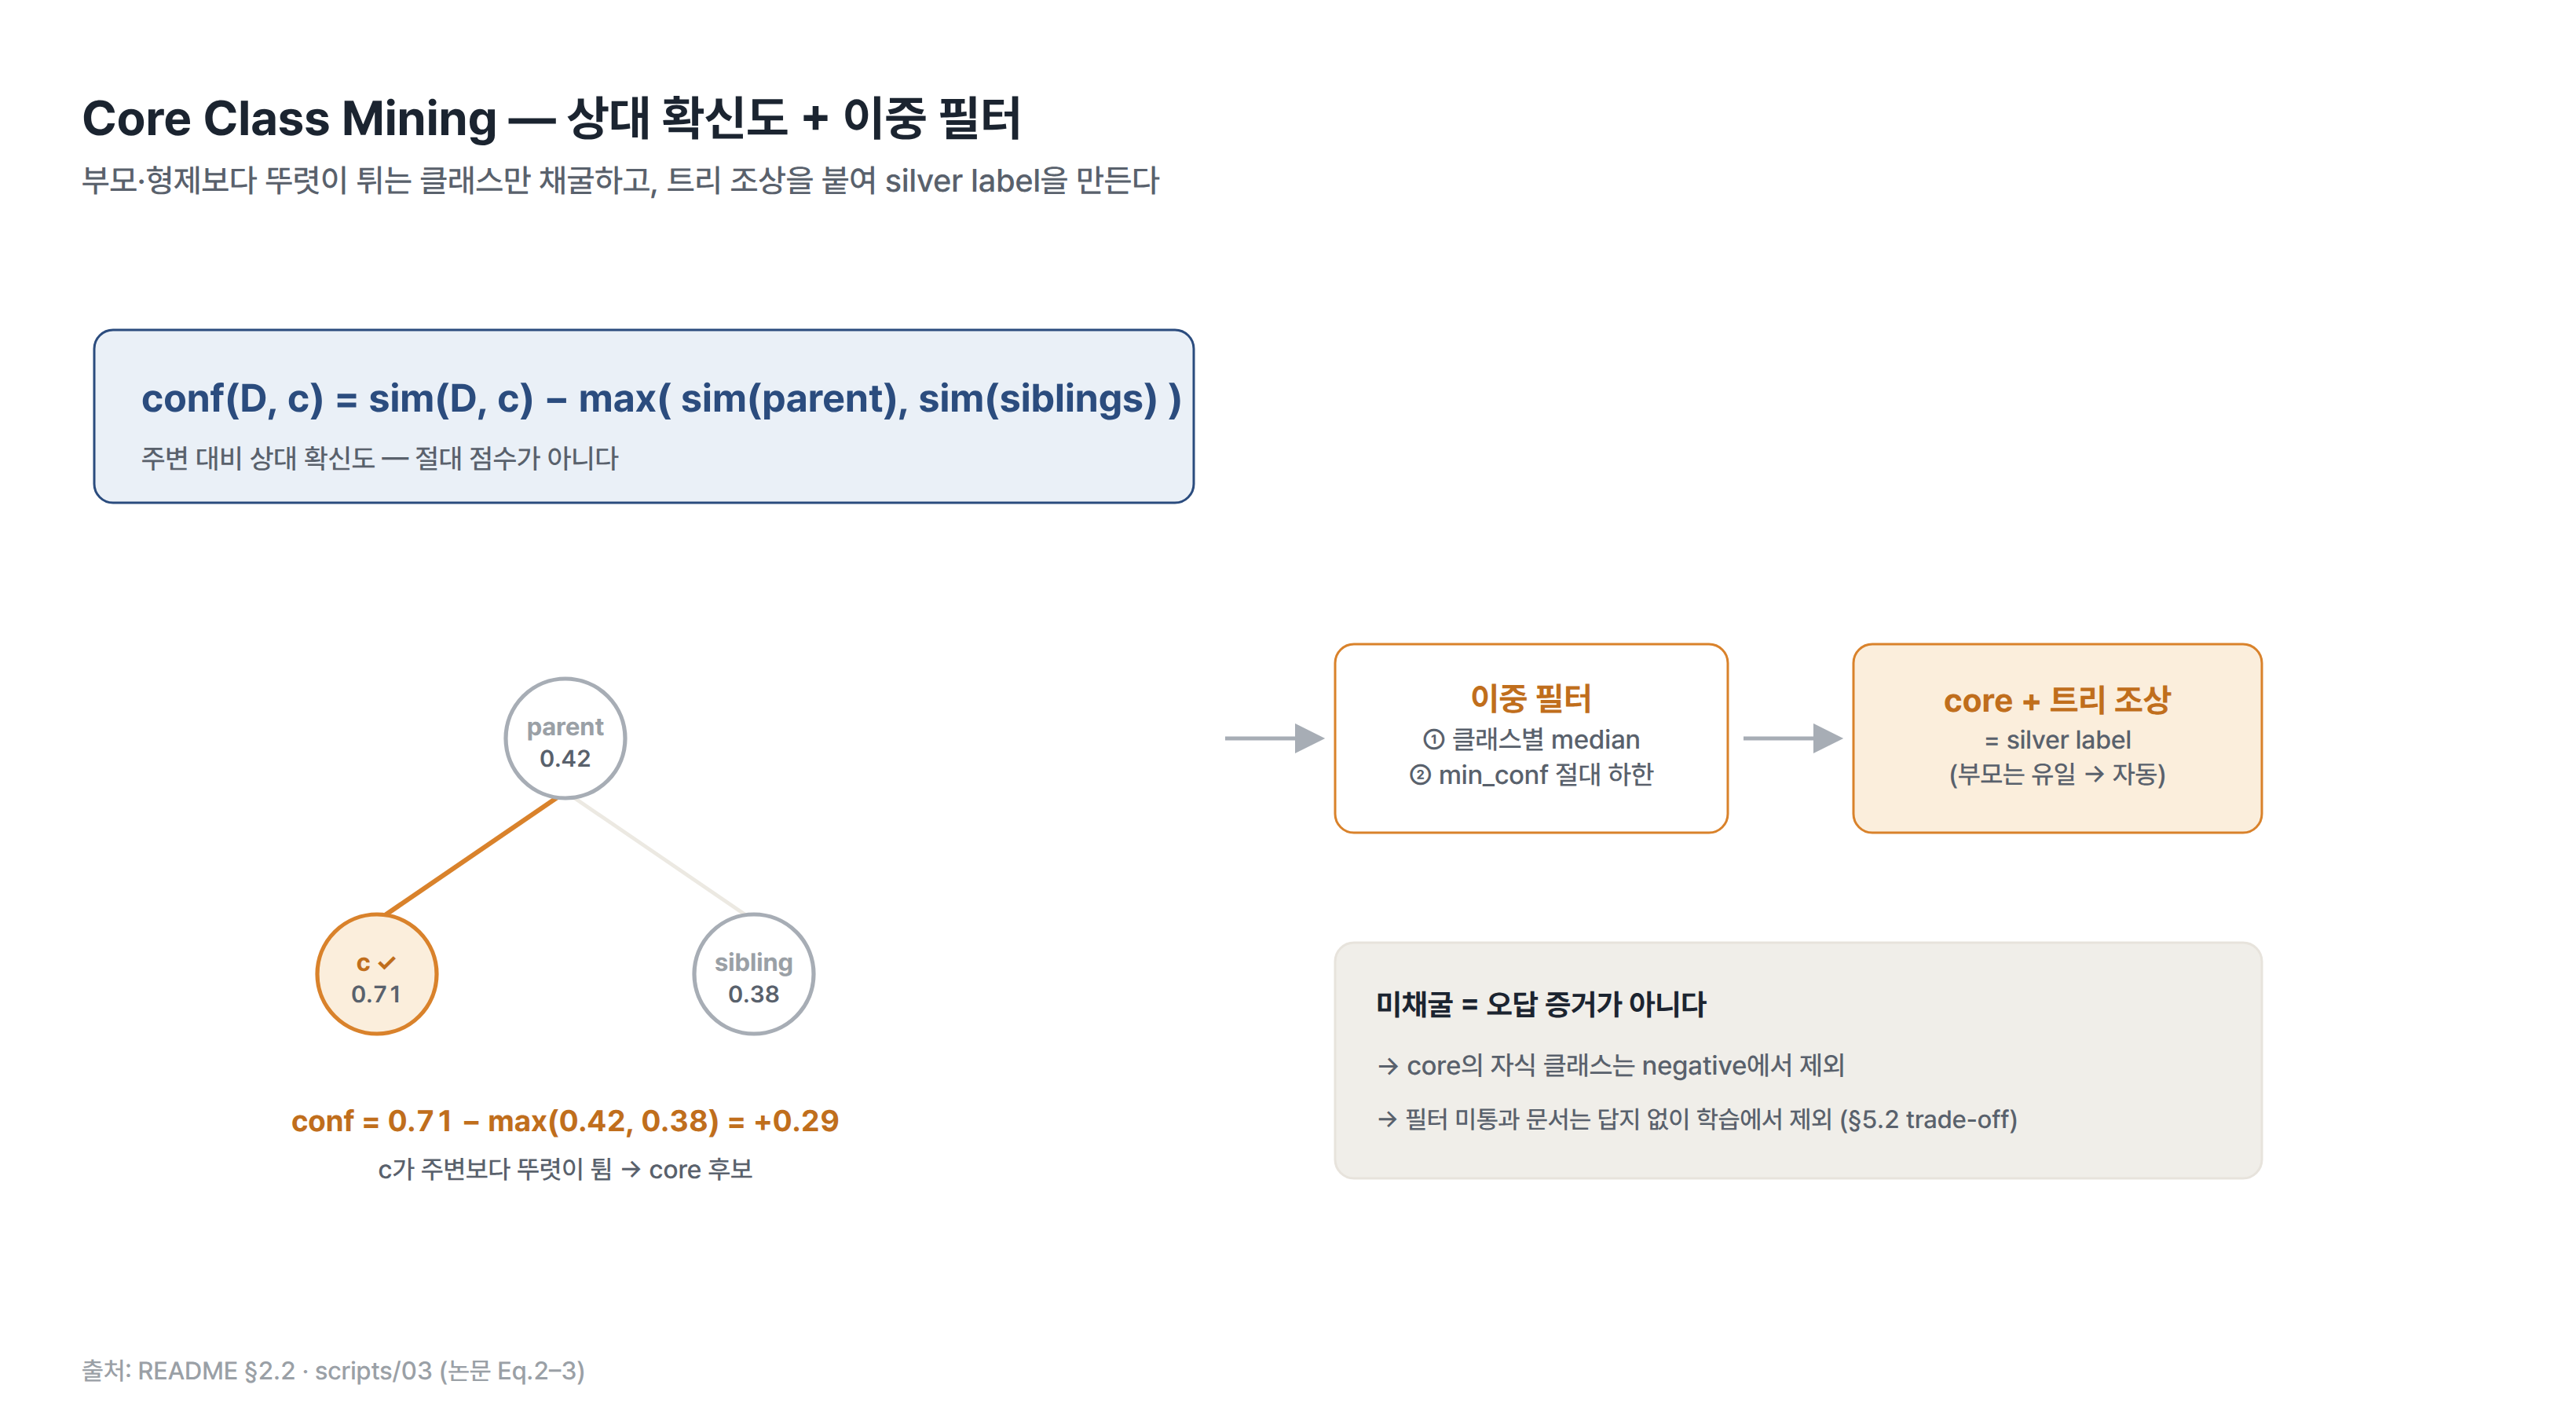 Core Class Mining — 상대 확신도 + 이중 필터
부모·형제보다 뚜렷이 튀는 클래스만 채굴하고, 트리 조상을 붙여 silver label을 만든다
conf(D, c) = sim(D, c) − max( sim(parent), sim(siblings) )
주변 대비 상대 확신도 — 절대 점수가 아니다
parent
0.42
c ✓
0.71
sibling
0.38
conf = 0.71 − max(0.42, 0.38) = +0.29
c가 주변보다 뚜렷이 튐 → core 후보
이중 필터
① 클래스별 median
② min_conf 절대 하한
core + 트리 조상
= silver label
(부모는 유일 → 자동)
미채굴 = 오답 증거가 아니다
→ core의 자식 클래스는 negative에서 제외
→ 필터 미통과 문서는 답지 없이 학습에서 제외 (§5.2 trade-off)
출처: README §2.2 · scripts/03 (논문 Eq.2–3)